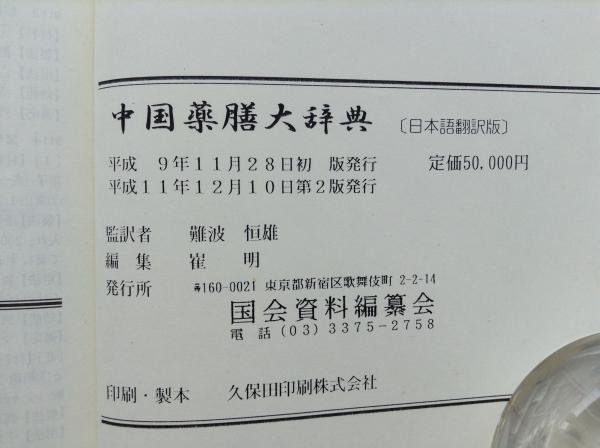 中国薬膳大辞典 〔日本語翻訳版〕
平成 9年11月28日初 版発行 定価50,000円
平成11年12月10日第2版発行
監訳者 難波 恒雄
編集 崔 明
発行所 〠160-0021 東京都新宿区歌舞伎町 2-2-14
国会資料編纂会
電話 (03) 3375-2758
印刷・製本 久保田印刷株式会社